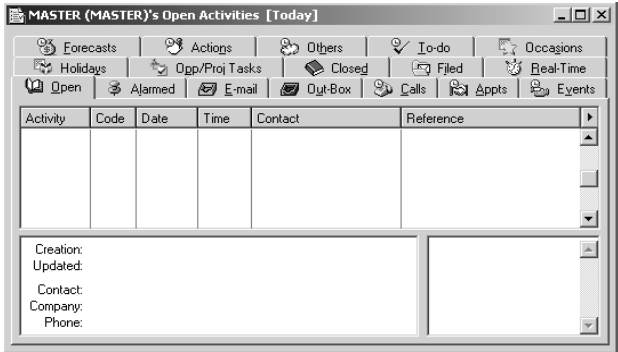 MASTER (MASTER)'s Open Activities [Today]
Forecasts Actions Others To-do Occasions
Holidays Opp/Proj Tasks Closed Filed Real-Time
Open Alarmed E-mail Out-Box Calls Appts Events
Activity Code Date Time Contact Reference
Creation:
Updated:
Contact:
Company:
Phone: